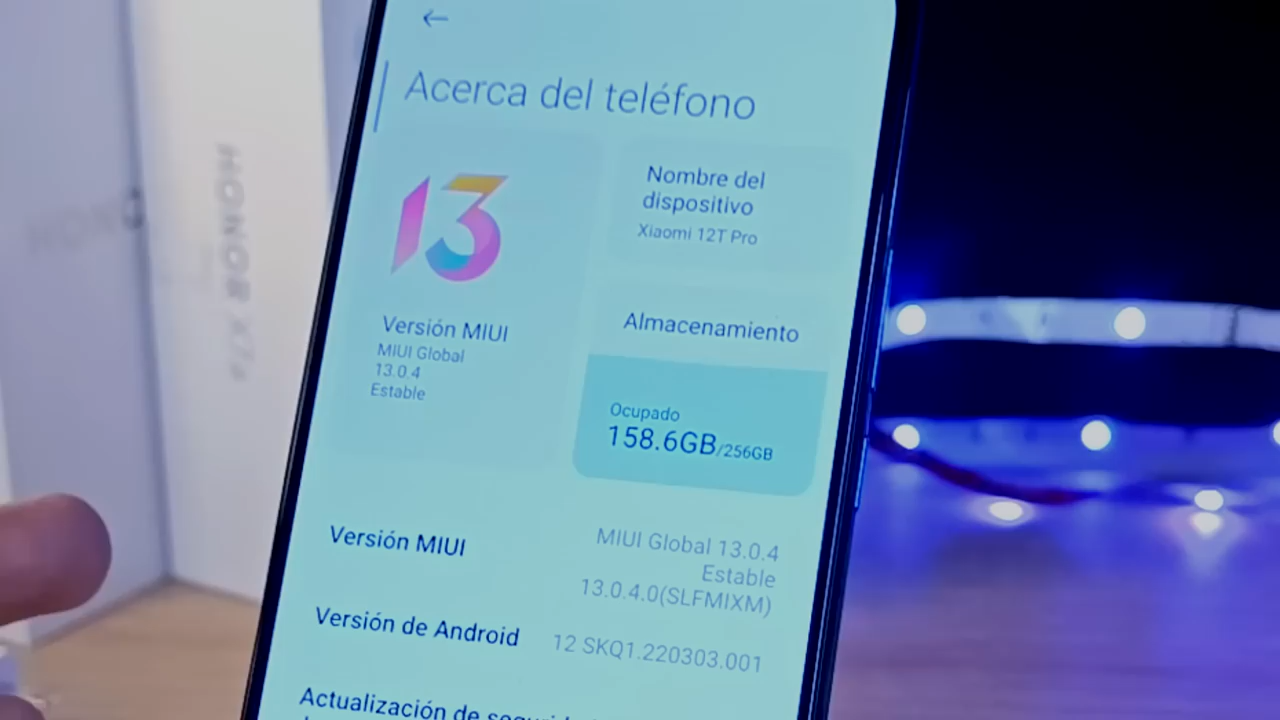 Acerca del teléfono
13
Versión MIUI
MIUI Global
13.0.4
Estable
Nombre del
dispositivo
Xiaomi 12T Pro
Almacenamiento
Ocupado
158.6GB/256GB
Versión MIUI
MIUI Global 13.0.4
Estable
13.0.4.0(SLFMIXM)
Versión de Android
12 SKQ1.220303.001
Actualización de
HONOR